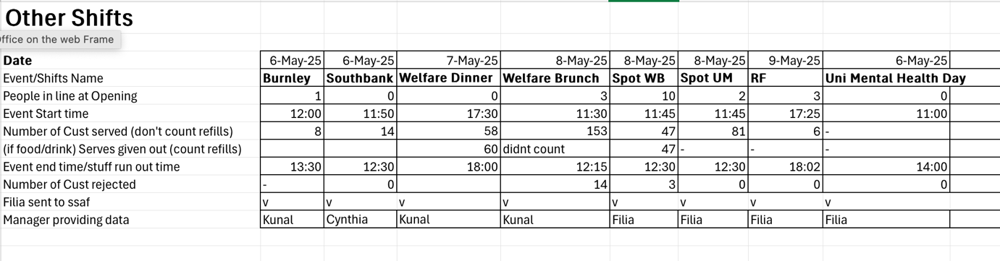 Other Shifts
ffice on the web Frame
Date 6-May-25 6-May-25 7-May-25 8-May-25 8-May-25 8-May-25 9-May-25 6-May-25
Event/Shifts Name Burnley Southbank Welfare Dinner Welfare Brunch Spot WB Spot UM RF Uni Mental Health Day
People in line at Opening 1 0 0 3 10 2 3 0
Event Start time 12:00 11:50 17:30 11:30 11:45 11:45 17:25 11:00
Number of Cust served (don't count refills) 8 14 58 153 47 81 6 -
(if food/drink) Serves given out (count refills) 60 didnt count 47 - - -
Event end time/stuff run out time 13:30 12:30 18:00 12:15 12:30 12:30 18:02 14:00
Number of Cust rejected - 0 14 3 0 0 0
Filia sent to ssaf v v v v v v v v
Manager providing data Kunal Cynthia Kunal Kunal Filia Filia Filia Filia